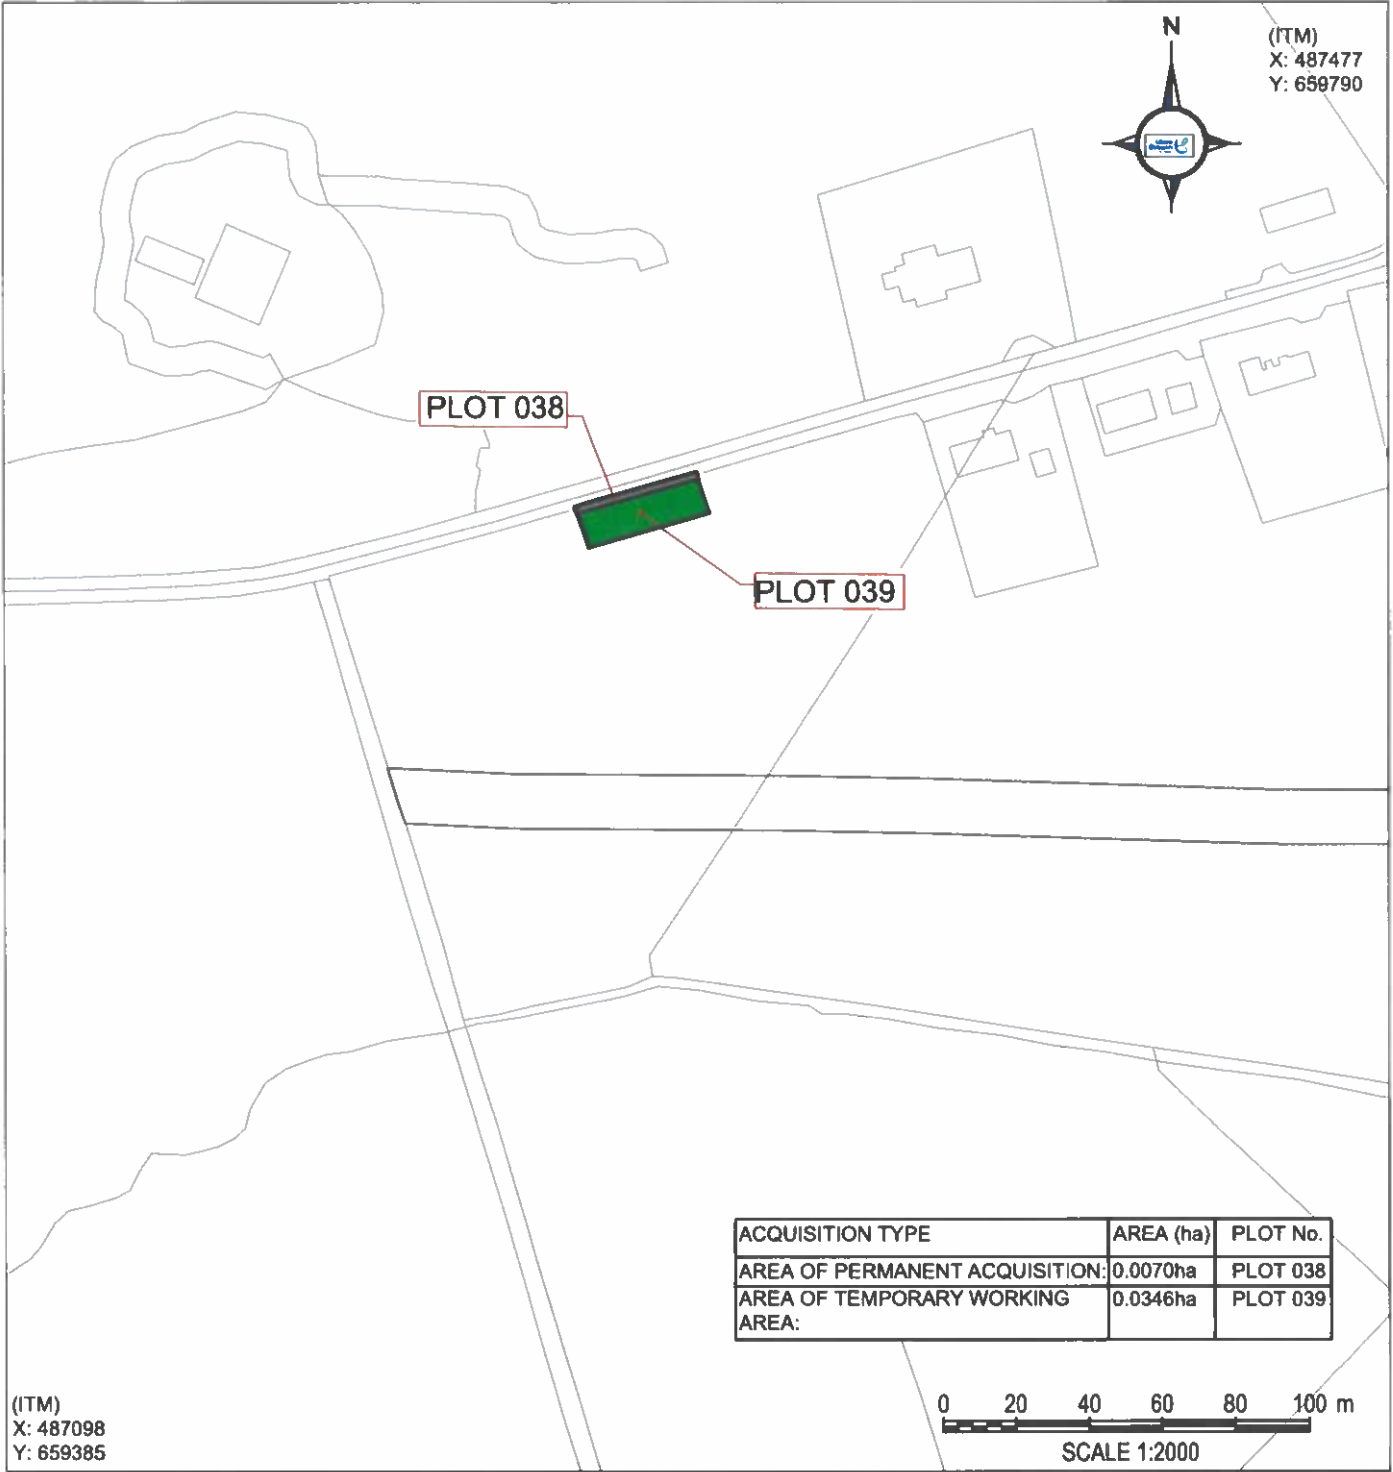 N
(ITM)
X: 487477
Y: 659790
PLOT 038
PLOT 039
ACQUISITION TYPE AREA (ha) PLOT No.
AREA OF PERMANENT ACQUISITION: 0.0070ha PLOT 038
AREA OF TEMPORARY WORKING 0.0346ha PLOT 039
AREA:
(ITM)
X: 487098
Y: 659385
0 20 40 60 80 100 m
SCALE 1:2000